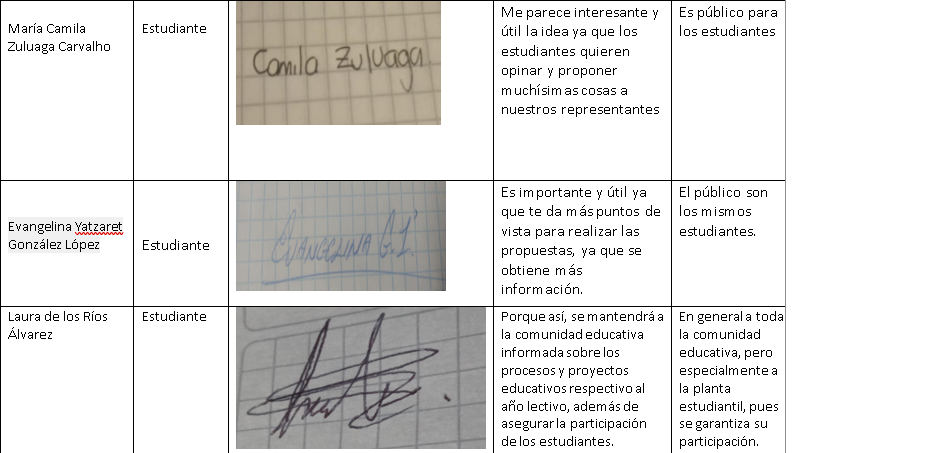 María Camila
Zuluaga Carvalho
Estudiante
Camila Zuluaga
Me parece interesante y
útil la idea ya que los
estudiantes quieren
opinar y proponer
muchísimas cosas a
nuestros representantes
Es público para
los estudiantes
Evangelina Yatzaret
González López
Estudiante
Evangelina G.L.
Es importante y útil ya
que te da más puntos de
vista para realizar las
propuestas, ya que se
obtiene más
información.
El público son
los mismos
estudiantes.
Laura de los Ríos
Álvarez
Estudiante
Porque así, se mantendrá a
la comunidad educativa
informada sobre los
procesos y proyectos
educativos respectivo al
año lectivo, además de
asegurar la participación
de los estudiantes.
En general a toda
la comunidad
educativa, pero
especialmente a
la planta
estudiantil, pues
se garantiza su
participación.